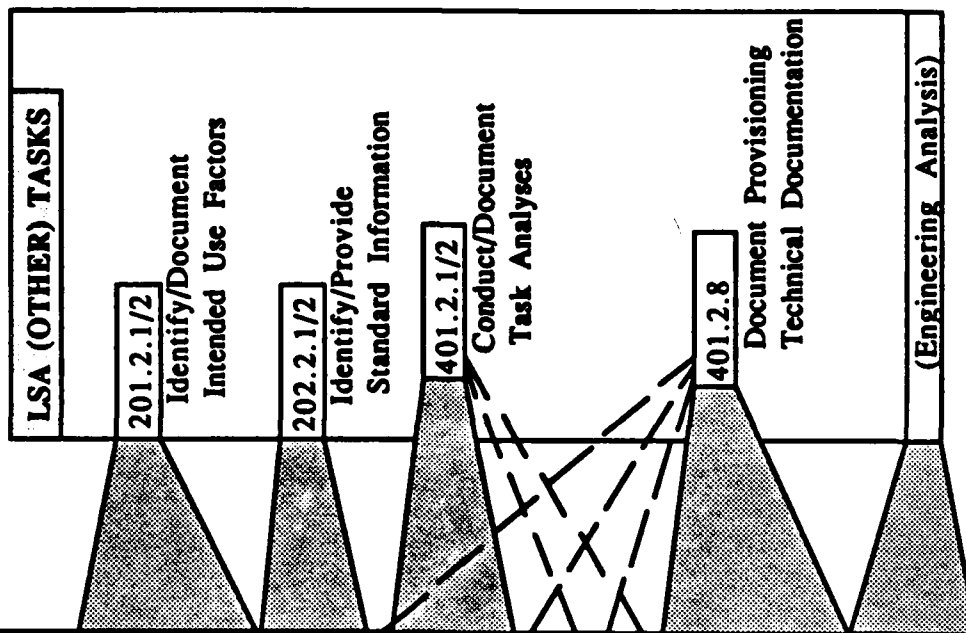 LSA (OTHER) TASKS
201.2.1/2
Identify/Document
Intended Use Factors
202.2.1/2
Identify/Provide
Standard Information
401.2.1/2
Conduct/Document
Task Analyses
401.2.8
Document Provisioning
Technical Documentation
(Engineering Analysis)